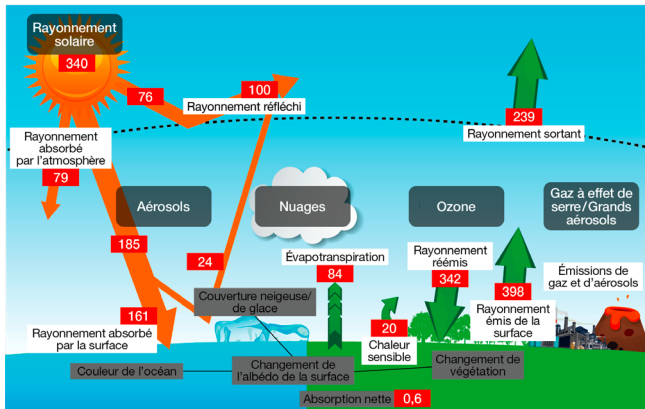 Rayonnement
solaire
340
76
100
Rayonnement réfléchi
239
Rayonnement sortant
Rayonnement
absorbé
par l'atmosphère
79
Aérosols
Nuages
Ozone
Gaz à effet de
serre/Grands
aérosols
185
24
Évapotranspiration
84
Rayonnement
réémis
342
398
Rayonnement
émis de la
surface
Émissions de
gaz et d'aérosols
Couverture neigeuse/
de glace
161
Rayonnement absorbé
par la surface
20
Chaleur
sensible
Couleur de l'océan
Changement de
l'albédo de la surface
Changement de
végétation
Absorption nette
0,6